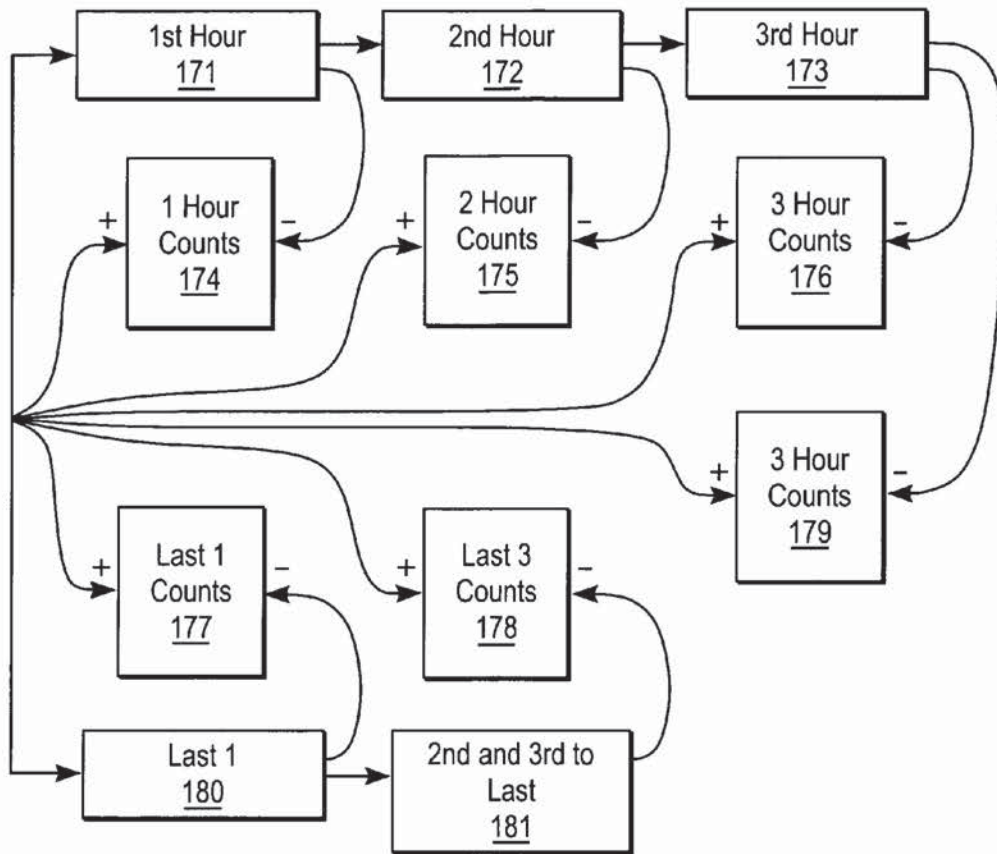 1st Hour
171
2nd Hour
172
3rd Hour
173
1 Hour
Counts
174
+
-
2 Hour
Counts
175
+
-
3 Hour
Counts
176
+
-
3 Hour
Counts
179
+
-
Last 1
Counts
177
+
-
Last 3
Counts
178
+
-
Last 1
180
2nd and 3rd to
Last
181